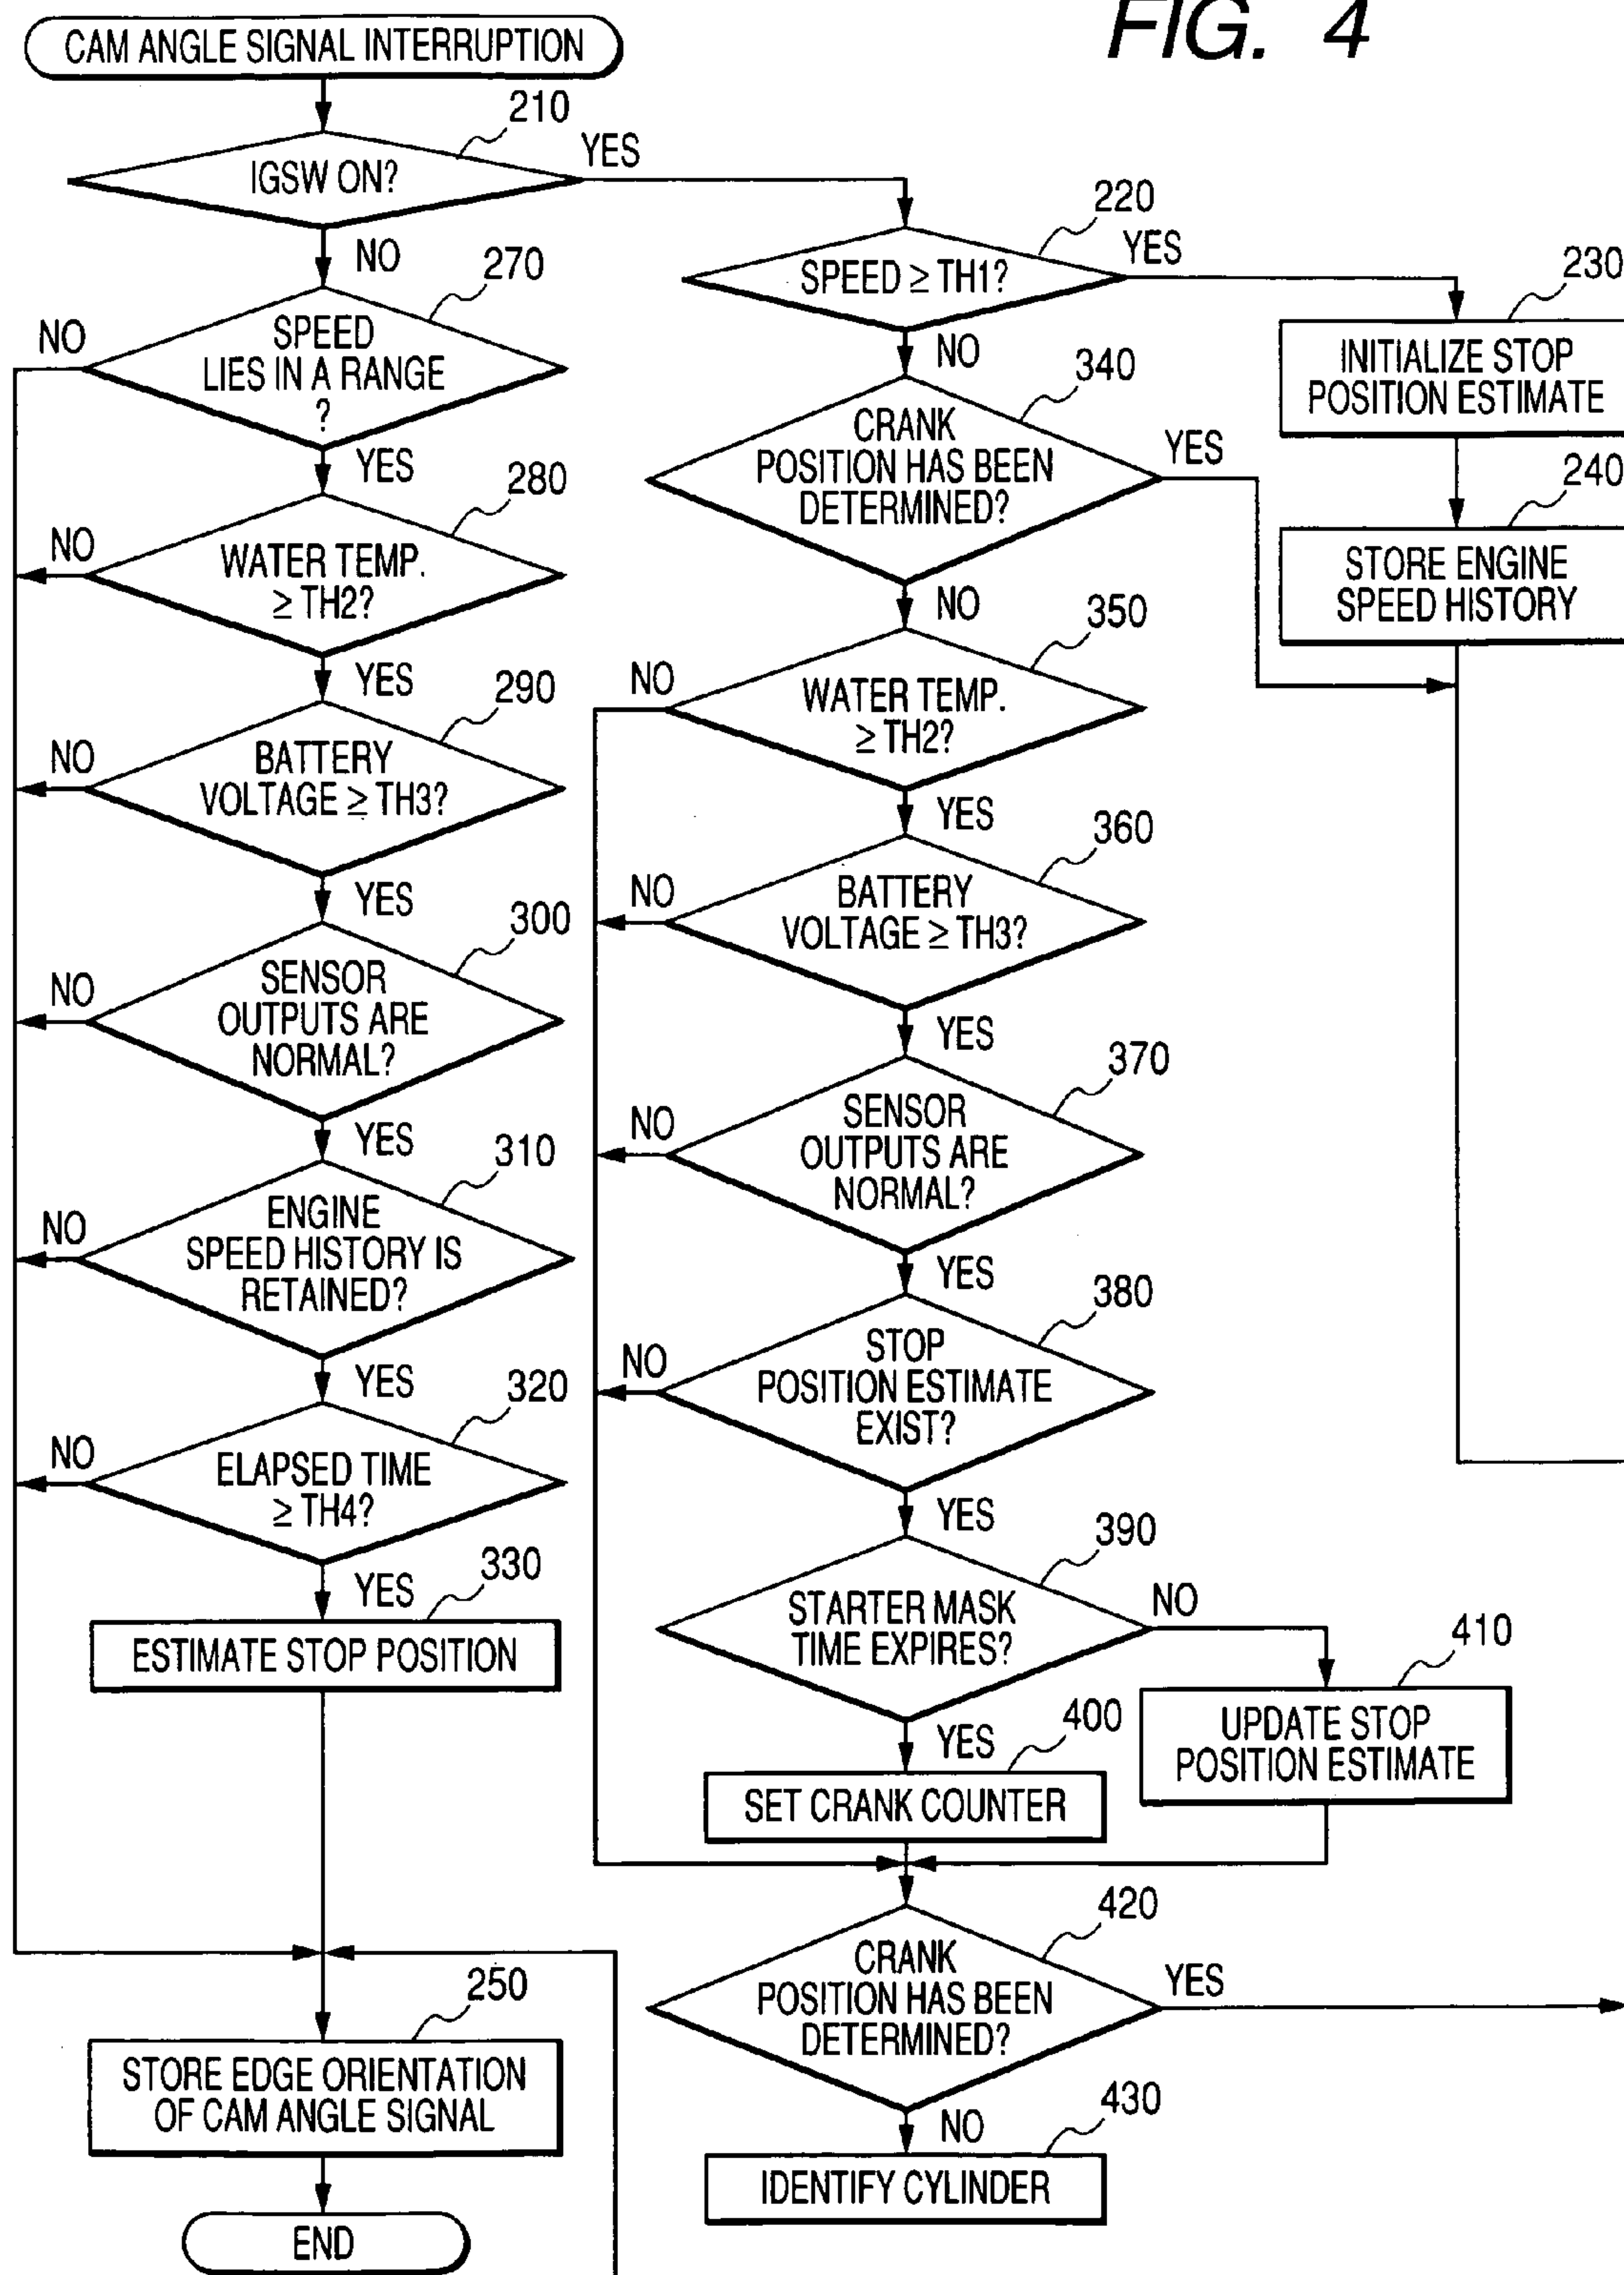 FIG. 4
CAM ANGLE SIGNAL INTERRUPTION
210
IGSW ON?
YES
NO
270
SPEED
LIES IN A RANGE
?
NO
YES
280
WATER TEMP.
≥ TH2?
NO
YES
290
BATTERY
VOLTAGE ≥ TH3?
NO
YES
300
SENSOR
OUTPUTS ARE
NORMAL?
NO
YES
310
ENGINE
SPEED HISTORY IS
RETAINED?
NO
YES
320
ELAPSED TIME
≥ TH4?
NO
YES
330
ESTIMATE STOP POSITION
250
STORE EDGE ORIENTATION
OF CAM ANGLE SIGNAL
END
220
SPEED ≥ TH1?
YES
NO
230
INITIALIZE STOP
POSITION ESTIMATE
240
STORE ENGINE
SPEED HISTORY
340
CRANK
POSITION HAS BEEN
DETERMINED?
YES
NO
350
WATER TEMP.
≥ TH2?
NO
YES
360
BATTERY
VOLTAGE ≥ TH3?
NO
YES
370
SENSOR
OUTPUTS ARE
NORMAL?
NO
YES
380
STOP
POSITION ESTIMATE
EXIST?
NO
YES
390
STARTER MASK
TIME EXPIRES?
NO
YES
410
UPDATE STOP
POSITION ESTIMATE
400
SET CRANK COUNTER
420
CRANK
POSITION HAS BEEN
DETERMINED?
YES
NO
430
IDENTIFY CYLINDER